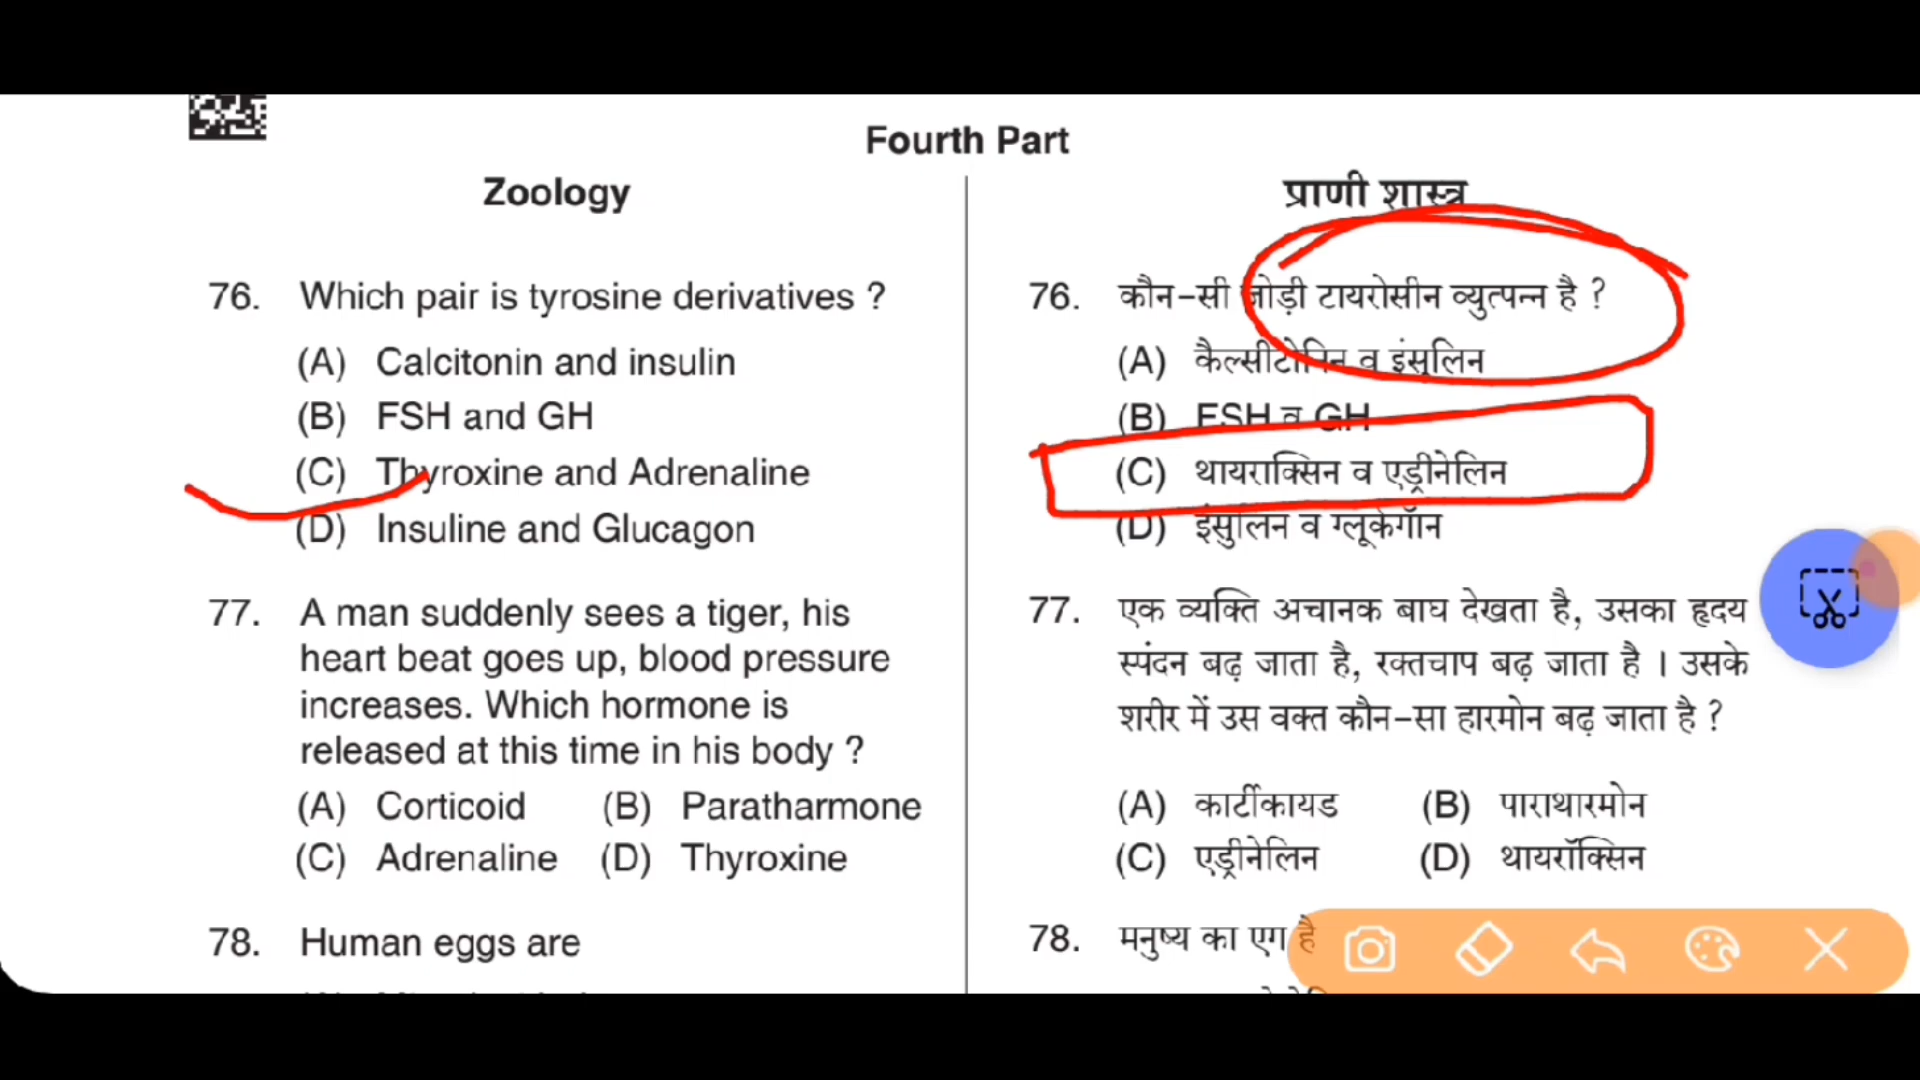 Fourth Part
Zoology
76. Which pair is tyrosine derivatives ?
(A) Calcitonin and insulin
(B) FSH and GH
(C) Thyroxine and Adrenaline
(D) Insuline and Glucagon
77. A man suddenly sees a tiger, his
heart beat goes up, blood pressure
increases. Which hormone is
released at this time in his body ?
(A) Corticoid (B) Paratharmone
(C) Adrenaline (D) Thyroxine
78. Human eggs are
प्राणी शास्त्र
76. कौन-सी जोड़ी टायरोसीन व्युत्पन्न है ?
(A) कैल्सीटोनिन व इंसुलिन
(B) FSH व GH
(C) थायराक्सिन व एड्रीनेलिन
(D) इंसुलिन व ग्लूकेगॉन
77. एक व्यक्ति अचानक बाघ देखता है, उसका हृदय
स्पंदन बढ़ जाता है, रक्तचाप बढ़ जाता है । उसके
शरीर में उस वक्त कौन-सा हारमोन बढ़ जाता है ?
(A) कार्टीकायड (B) पाराथारमोन
(C) एड्रीनेलिन (D) थायरॉक्सिन
78. मनुष्य का एग है